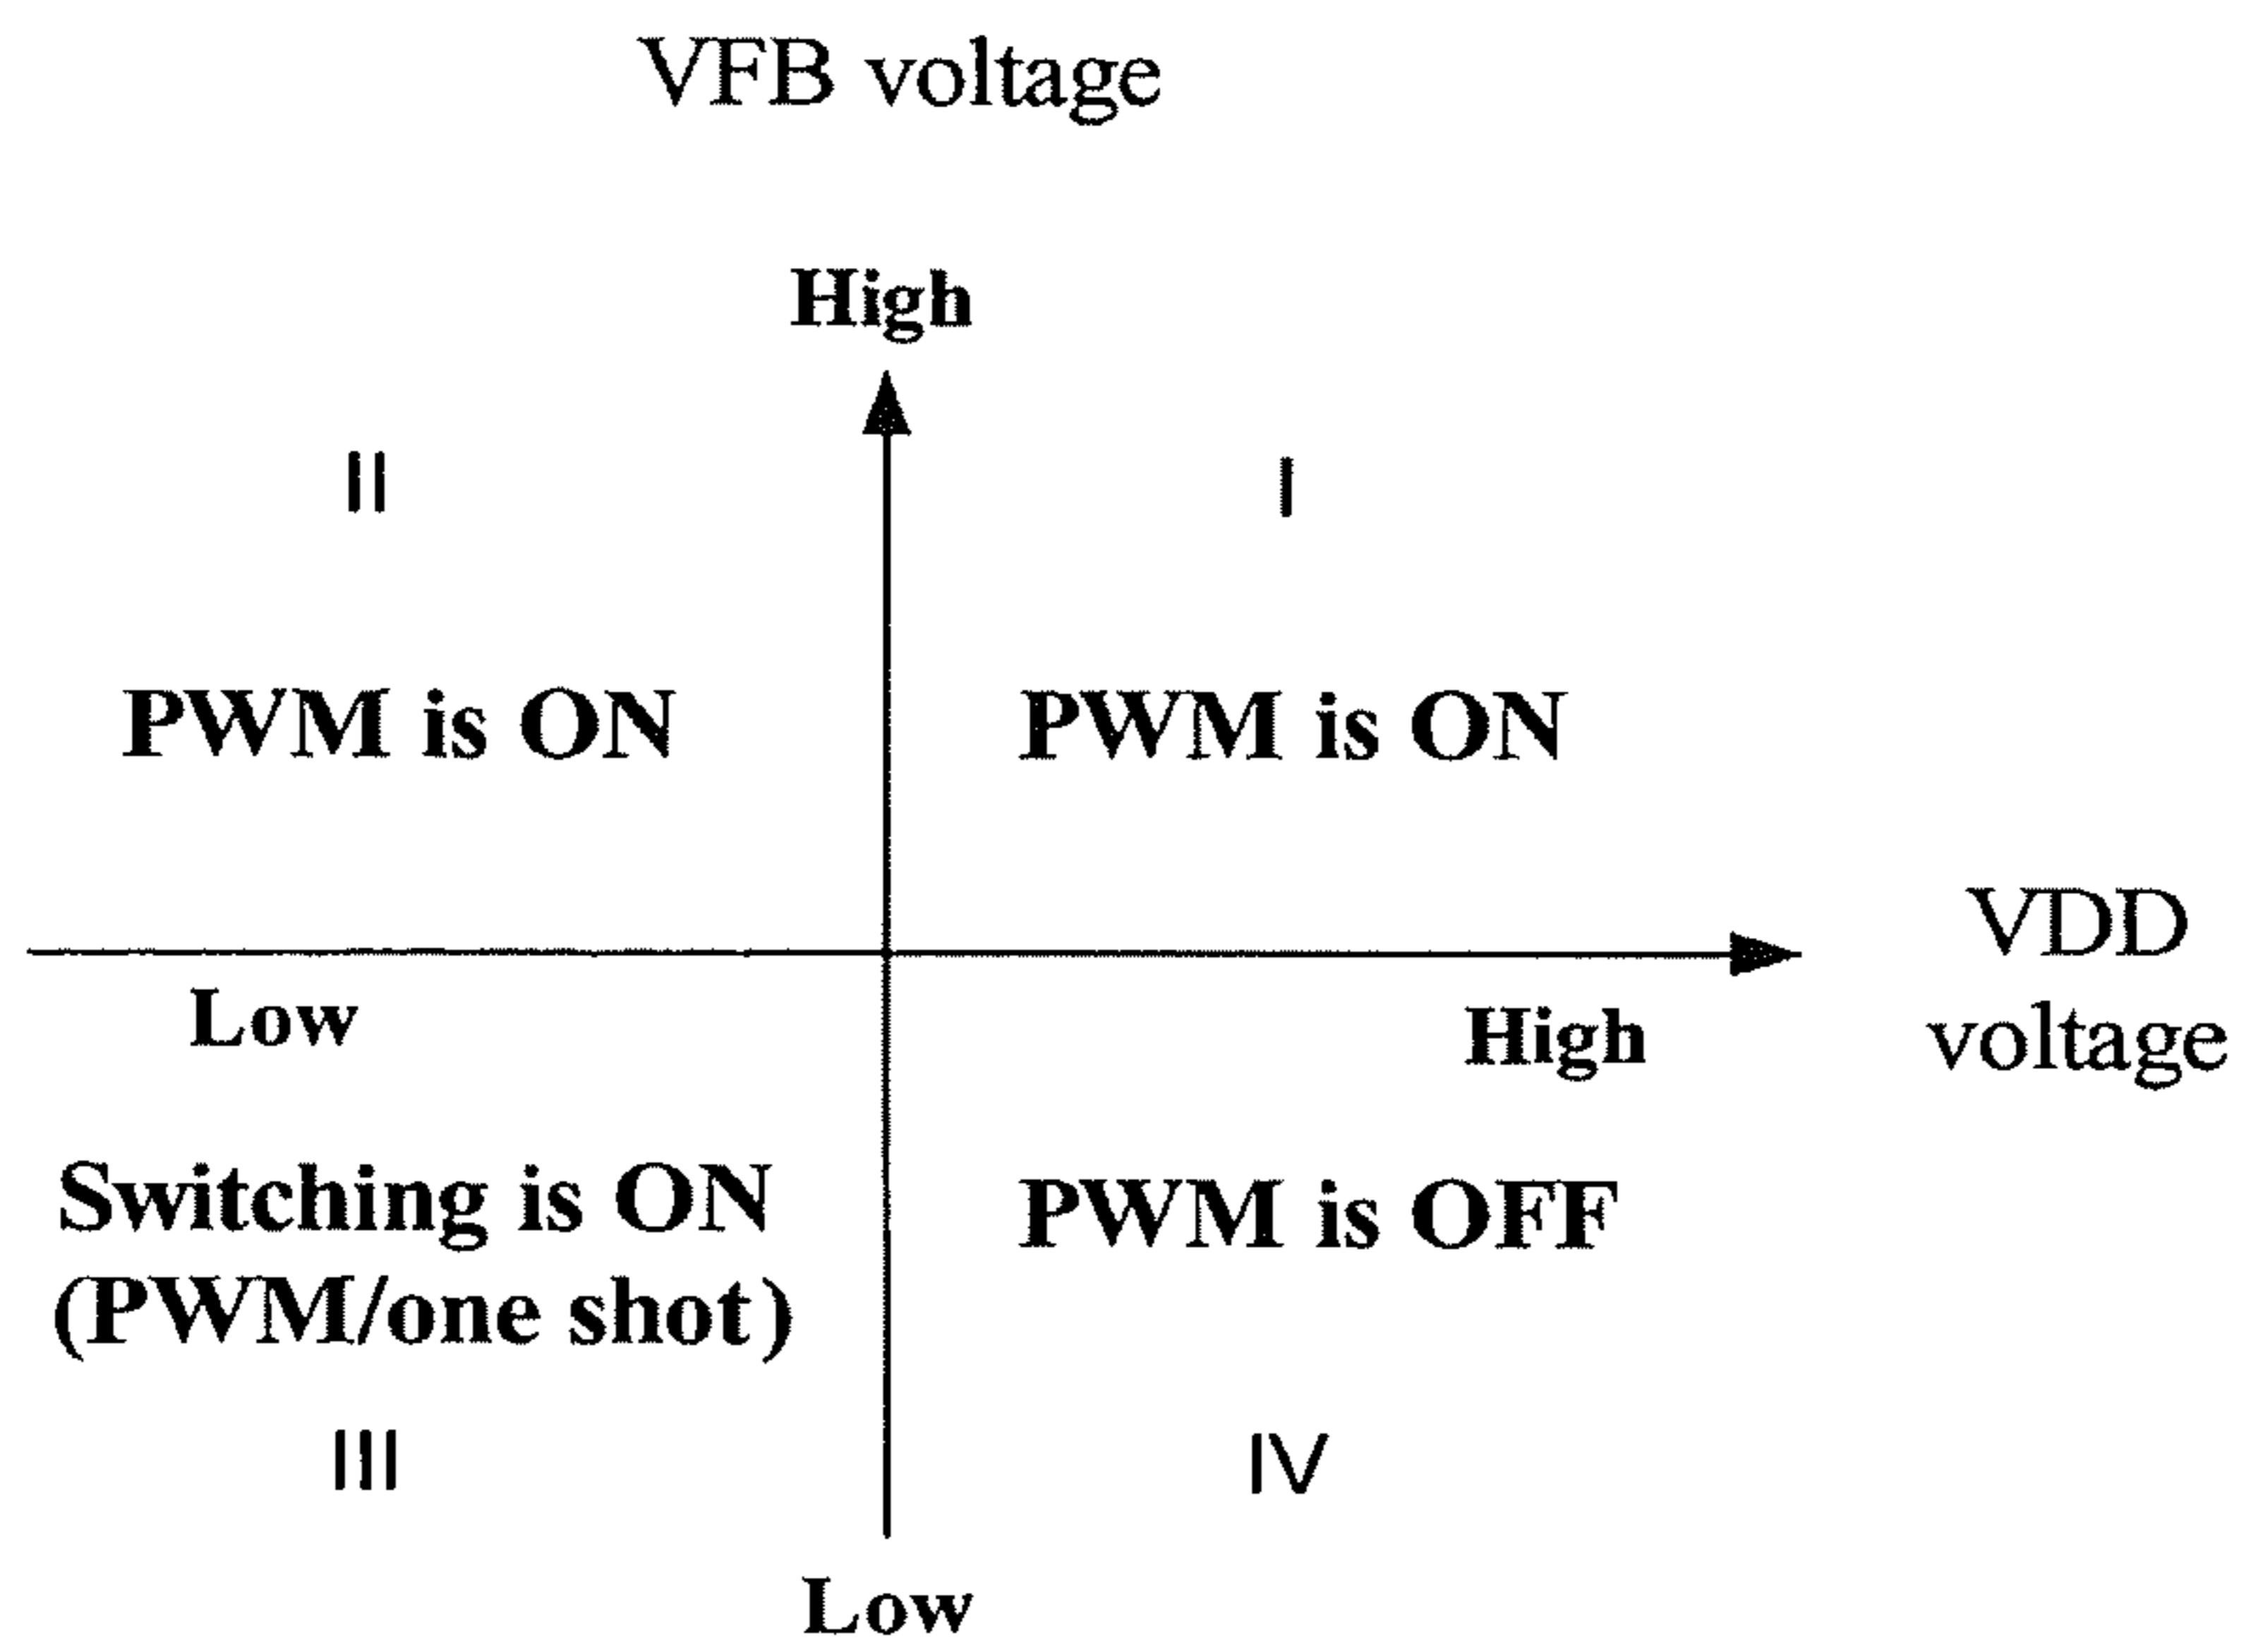 VFB voltage
High
II
I
PWM is ON
PWM is ON
VDD
voltage
Low
High
Switching is ON
(PWM/one shot)
PWM is OFF
III
IV
Low